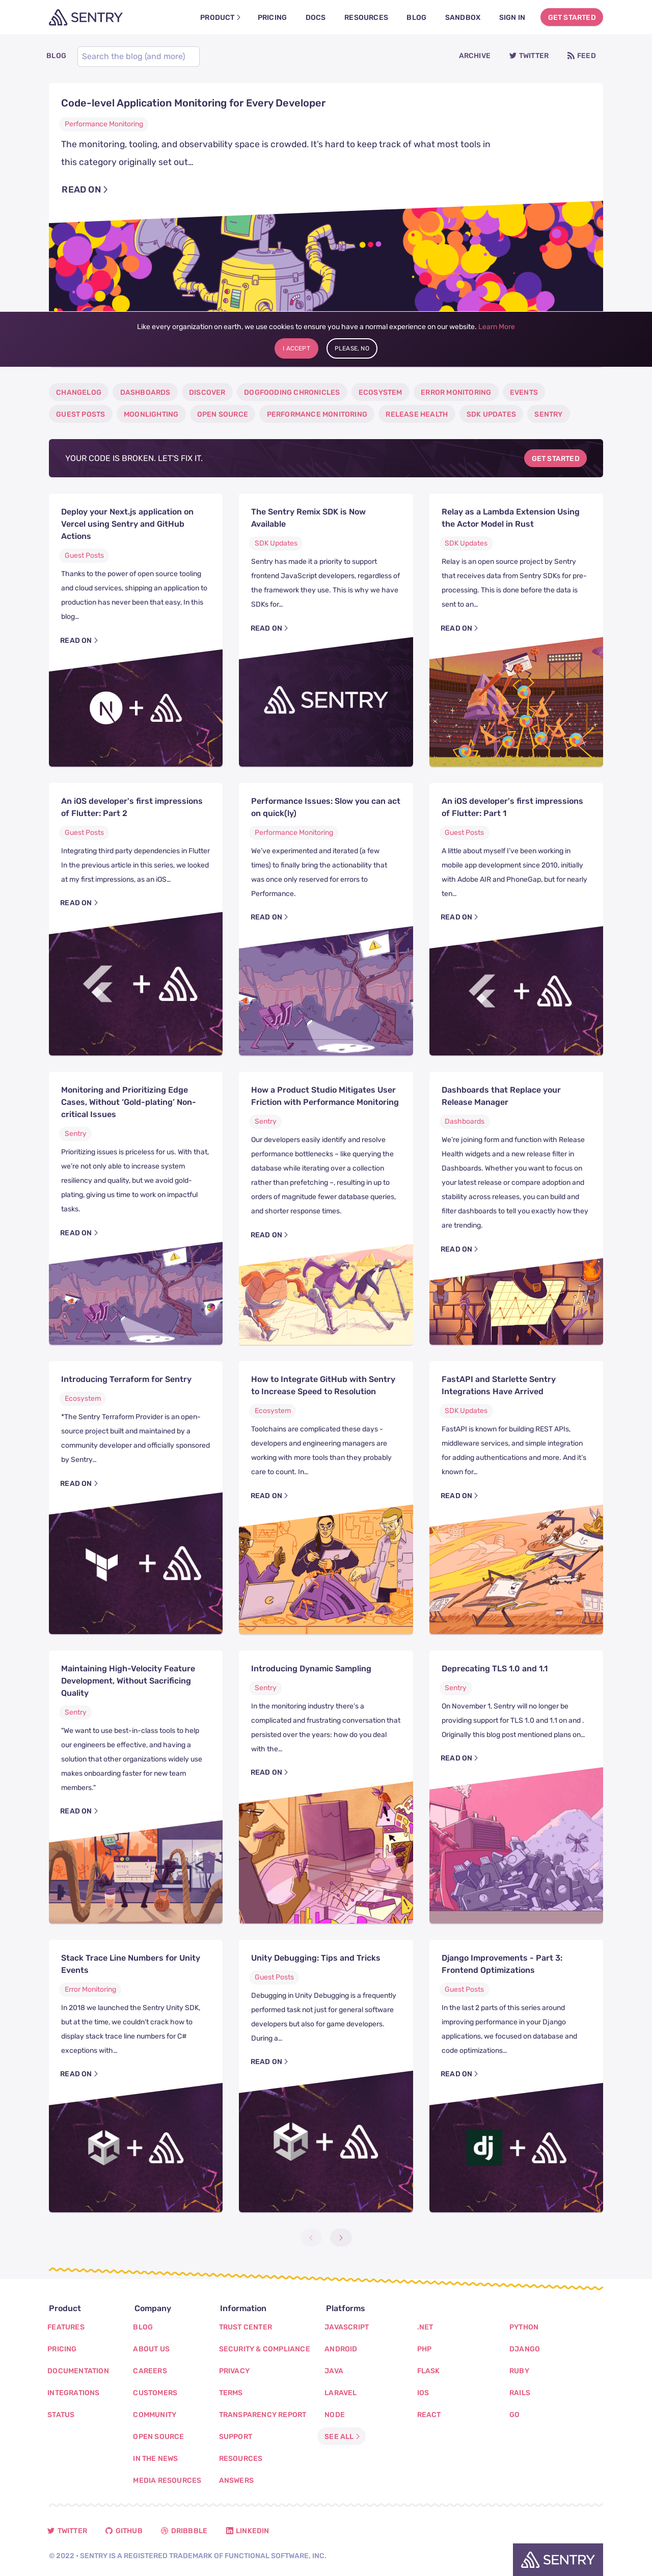 SENTRY
PRODUCT
PRICING
DOCS
RESOURCES
BLOG
SANDBOX
SIGN IN
GET STARTED
BLOG
Search the blog (and more)
ARCHIVE
TWITTER
FEED
Code-level Application Monitoring for Every Developer
Performance Monitoring
The monitoring, tooling, and observability space is crowded. It's hard to keep track of what most tools in
this category originally set out…
READ ON
Like every organization on earth, we use cookies to ensure you have a normal experience on our website. Learn More
I ACCEPT
PLEASE, NO
CHANGELOG
DASHBOARDS
DISCOVER
DOGFOODING CHRONICLES
ECOSYSTEM
ERROR MONITORING
EVENTS
GUEST POSTS
MOONLIGHTING
OPEN SOURCE
PERFORMANCE MONITORING
RELEASE HEALTH
SDK UPDATES
SENTRY
YOUR CODE IS BROKEN. LET'S FIX IT.
GET STARTED
Deploy your Next.js application on
Vercel using Sentry and GitHub
Actions
Guest Posts
Thanks to the power of open source tooling
and cloud services, shipping an application to
production has never been that easy. In this
blog…
READ ON
The Sentry Remix SDK is Now
Available
SDK Updates
Sentry has made it a priority to support
frontend JavaScript developers, regardless of
the framework they use. This is why we have
SDKs for…
READ ON
SENTRY
Relay as a Lambda Extension Using
the Actor Model in Rust
SDK Updates
Relay is an open source project by Sentry
that receives data from Sentry SDKs for pre-
processing. This is done before the data is
sent to an…
READ ON
An iOS developer's first impressions
of Flutter: Part 2
Guest Posts
Integrating third party dependencies in Flutter
In the previous article in this series, we looked
at my first impressions, as an iOS…
READ ON
Performance Issues: Slow you can act
on quick(ly)
Performance Monitoring
We've experimented and iterated (a few
times) to finally bring the actionability that
was once only reserved for errors to
Performance.
READ ON
An iOS developer's first impressions
of Flutter: Part 1
Guest Posts
A little about myself I've been working in
mobile app development since 2010, initially
with Adobe AIR and PhoneGap, but for nearly
ten…
READ ON
Monitoring and Prioritizing Edge
Cases, Without 'Gold-plating' Non-
critical Issues
Sentry
Prioritizing issues is priceless for us. With that,
we're not only able to increase system
resiliency and quality, but we avoid gold-
plating, giving us time to work on impactful
tasks.
READ ON
How a Product Studio Mitigates User
Friction with Performance Monitoring
Sentry
Our developers easily identify and resolve
performance bottlenecks – like querying the
database while iterating over a collection
rather than prefetching –, resulting in up to
orders of magnitude fewer database queries,
and shorter response times.
READ ON
Dashboards that Replace your
Release Manager
Dashboards
We're joining form and function with Release
Health widgets and a new release filter in
Dashboards. Whether you want to focus on
your latest release or compare adoption and
stability across releases, you can build and
filter dashboards to tell you exactly how they
are trending.
READ ON
Introducing Terraform for Sentry
Ecosystem
*The Sentry Terraform Provider is an open-
source project built and maintained by a
community developer and officially sponsored
by Sentry…
READ ON
How to Integrate GitHub with Sentry
to Increase Speed to Resolution
Ecosystem
Toolchains are complicated these days -
developers and engineering managers are
working with more tools than they probably
care to count. In…
READ ON
FastAPI and Starlette Sentry
Integrations Have Arrived
SDK Updates
FastAPI is known for building REST APIs,
middleware services, and simple integration
for adding authentications and more. And it's
known for…
READ ON
Maintaining High-Velocity Feature
Development, Without Sacrificing
Quality
Sentry
"We want to use best-in-class tools to help
our engineers be effective, and having a
solution that other organizations widely use
makes onboarding faster for new team
members."
READ ON
Introducing Dynamic Sampling
Sentry
In the monitoring industry there's a
complicated and frustrating conversation that
persisted over the years: how do you deal
with the…
READ ON
Deprecating TLS 1.0 and 1.1
Sentry
On November 1, Sentry will no longer be
providing support for TLS 1.0 and 1.1 on and .
Originally this blog post mentioned plans on…
READ ON
Stack Trace Line Numbers for Unity
Events
Error Monitoring
In 2018 we launched the Sentry Unity SDK,
but at the time, we couldn't crack how to
display stack trace line numbers for C#
exceptions with…
READ ON
Unity Debugging: Tips and Tricks
Guest Posts
Debugging in Unity Debugging is a frequently
performed task not just for general software
developers but also for game developers.
During a…
READ ON
Django Improvements - Part 3:
Frontend Optimizations
Guest Posts
In the last 2 parts of this series around
improving performance in your Django
applications, we focused on database and
code optimizations…
READ ON
dj
Product
FEATURES
PRICING
DOCUMENTATION
INTEGRATIONS
STATUS
Company
BLOG
ABOUT US
CAREERS
CUSTOMERS
COMMUNITY
OPEN SOURCE
IN THE NEWS
MEDIA RESOURCES
Information
TRUST CENTER
SECURITY & COMPLIANCE
PRIVACY
TERMS
TRANSPARENCY REPORT
SUPPORT
RESOURCES
ANSWERS
Platforms
JAVASCRIPT
ANDROID
JAVA
LARAVEL
NODE
SEE ALL
.NET
PHP
FLASK
IOS
REACT
PYTHON
DJANGO
RUBY
RAILS
GO
TWITTER
GITHUB
DRIBBBLE
LINKEDIN
© 2022 • SENTRY IS A REGISTERED TRADEMARK OF FUNCTIONAL SOFTWARE, INC.
SENTRY